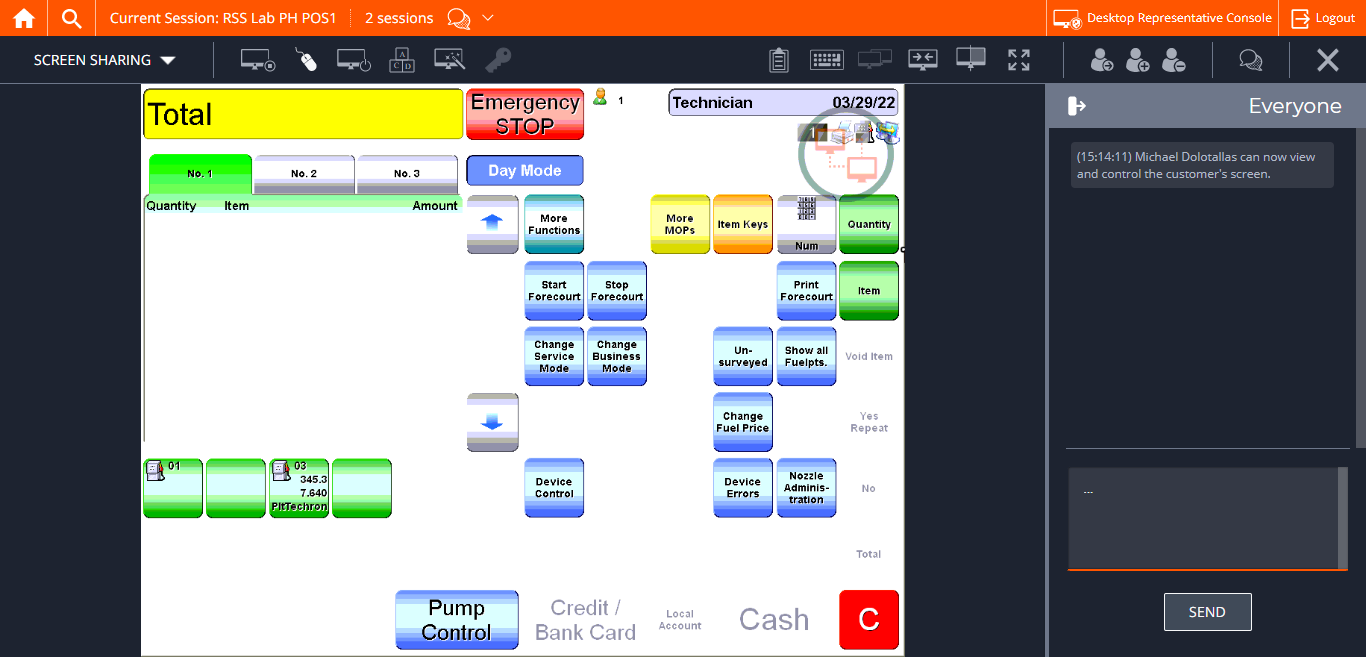 Current Session: RSS Lab PH POS1
2 sessions
Desktop Representative Console
Logout
SCREEN SHARING
A
C D
Total
Emergency
STOP
1
Technician 03/29/22
1
No. 1
No. 2
No. 3
Day Mode
Quantity Item Amount
More
Functions
More
MOPs
Item Keys
Num
Quantity
Start
Forecourt
Stop
Forecourt
Print
Forecourt
Item
Change
Service
Mode
Change
Business
Mode
Un-
surveyed
Show all
Fuelpts.
Void Item
Change
Fuel Price
Yes
Repeat
01
03
345.3
7.640
PltTechron
Device
Control
Device
Errors
Nozzle
Adminis-
tration
No
Total
Pump
Control
Credit /
Bank Card
Local
Account
Cash
C
Everyone
(15:14:11) Michael Dolotallas can now view
and control the customer's screen.
...
SEND